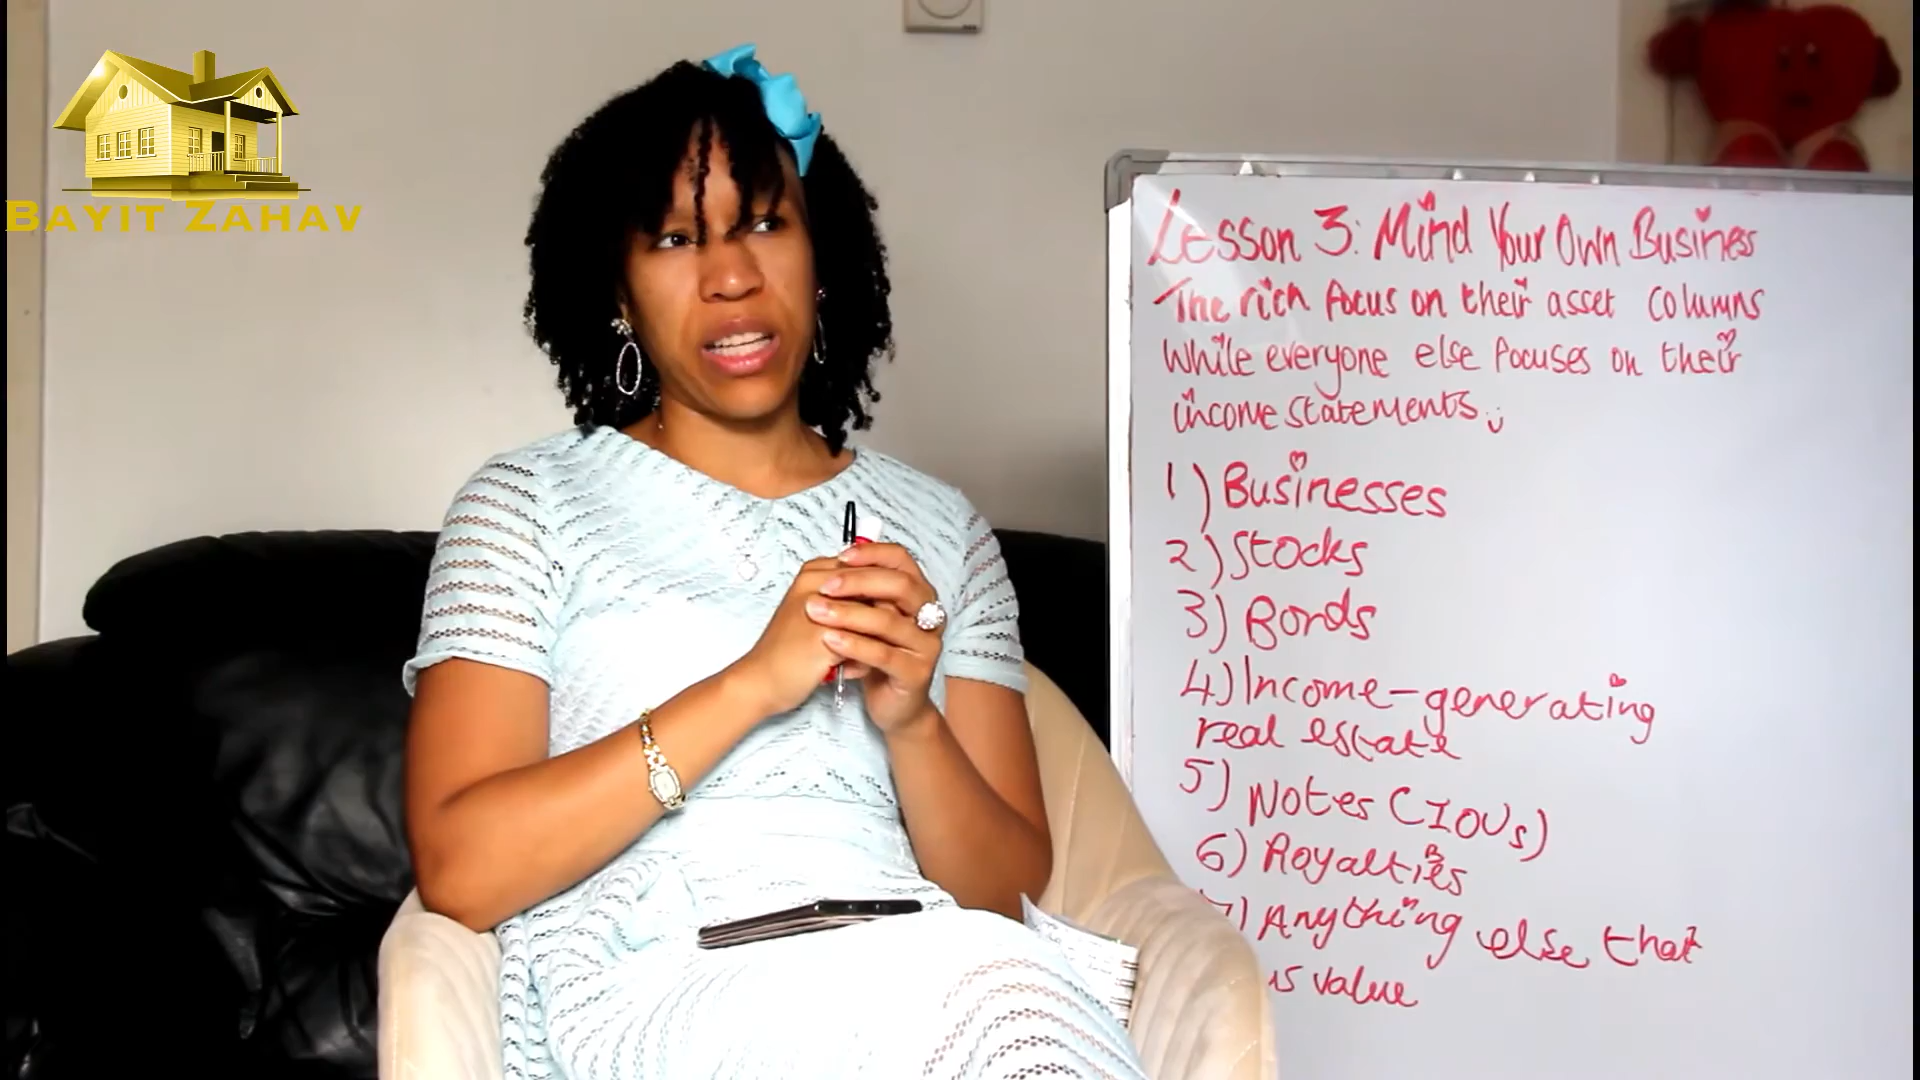 BAYIT ZAHAV
Lesson 3: Mind Your Own Business
The rich focus on their asset columns
while everyone else focuses on their
income statements.
1) Businesses
2) Stocks
3) Bonds
4) Income-generating
real estate
5) Notes (IOUs)
6) Royalties
7) Anything else that
value